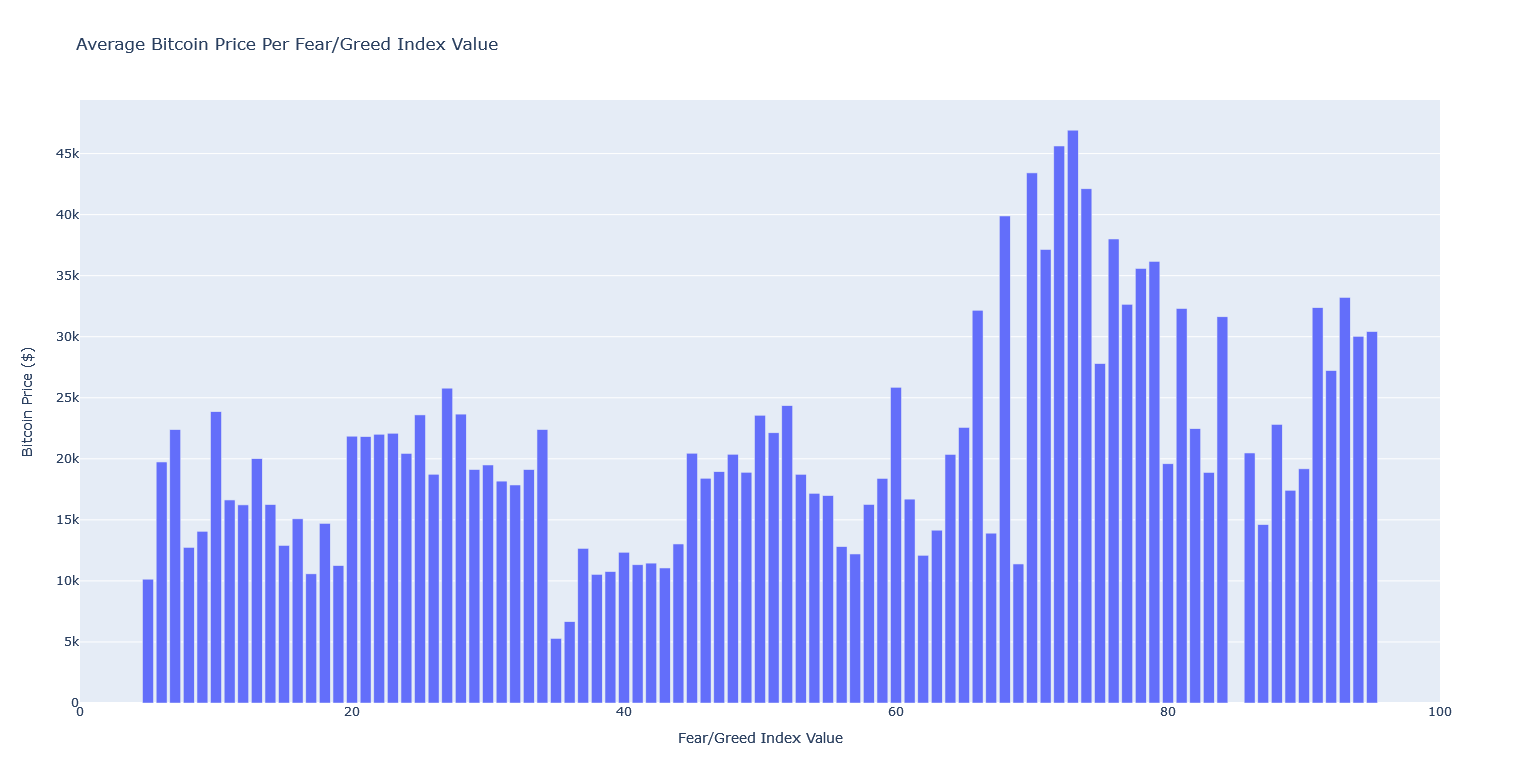 Average Bitcoin Price Per Fear/Greed Index Value
45k
40k
35k
30k
25k
20k
15k
10k
5k
0
Bitcoin Price ($)
0 20 40 60 80 100
Fear/Greed Index Value